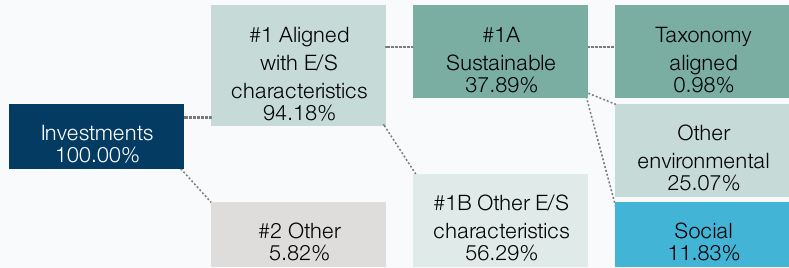 Investments
100.00%
#1 Aligned
with E/S
characteristics
94.18%
#2 Other
5.82%
#1A
Sustainable
37.89%
#1B Other E/S
characteristics
56.29%
Taxonomy
aligned
0.98%
Other
environmental
25.07%
Social
11.83%